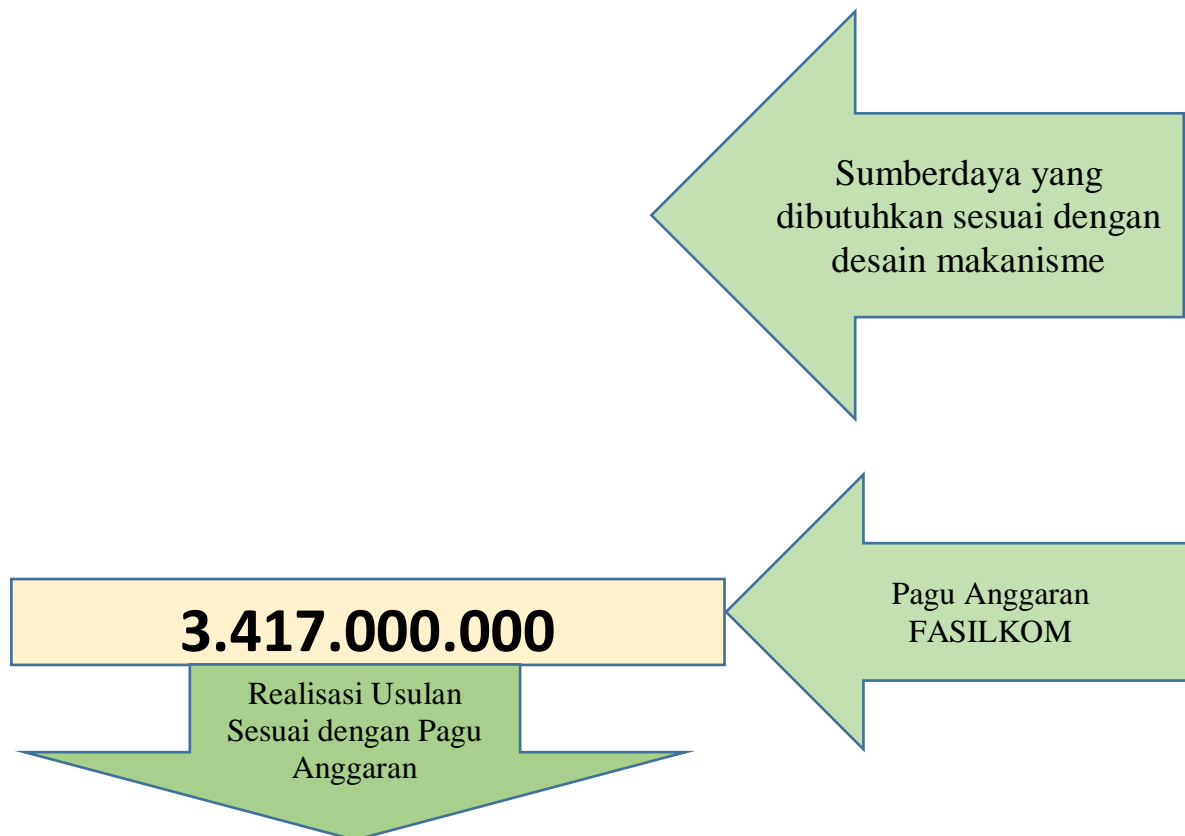 Sumberdaya yang
dibutuhkan sesuai dengan
desain makanisme
Pagu Anggaran
FASILKOM
3.417.000.000
Realisasi Usulan
Sesuai dengan Pagu
Anggaran